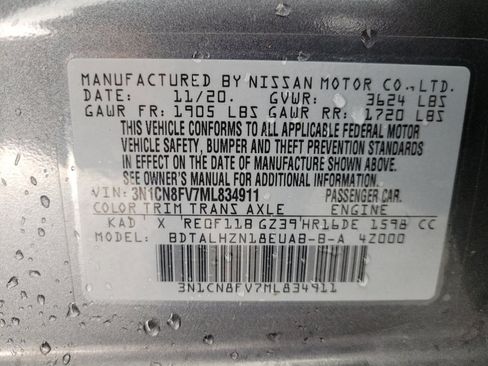 MANUFACTURED BY NISSAN MOTOR CO.,LTD.
DATE: 11/20. GVWR: 3624 LBS
GAWR FR: 1905 LBS GAWR RR: 1720 LBS
THIS VEHICLE CONFORMS TO ALL APPLICABLE FEDERAL MOTOR
VEHICLE SAFETY, BUMPER AND THEFT PREVENTION STANDARDS
IN EFFECT ON THE DATE OF MANUFACTURE SHOWN ABOVE.
SEE OWNER'S MANUAL FOR ADDITIONAL INFORMATION.
VIN: 3N1CN8FV7ML834911 PASSENGER CAR.
COLOR TRIM TRANS AXLE ENGINE
KAD X RE0F11B GZ39 HR16DE 1598 CC
MODEL: BDTALHZN18EUAB-B-A 4Z000
3N1CN8FV7ML834911